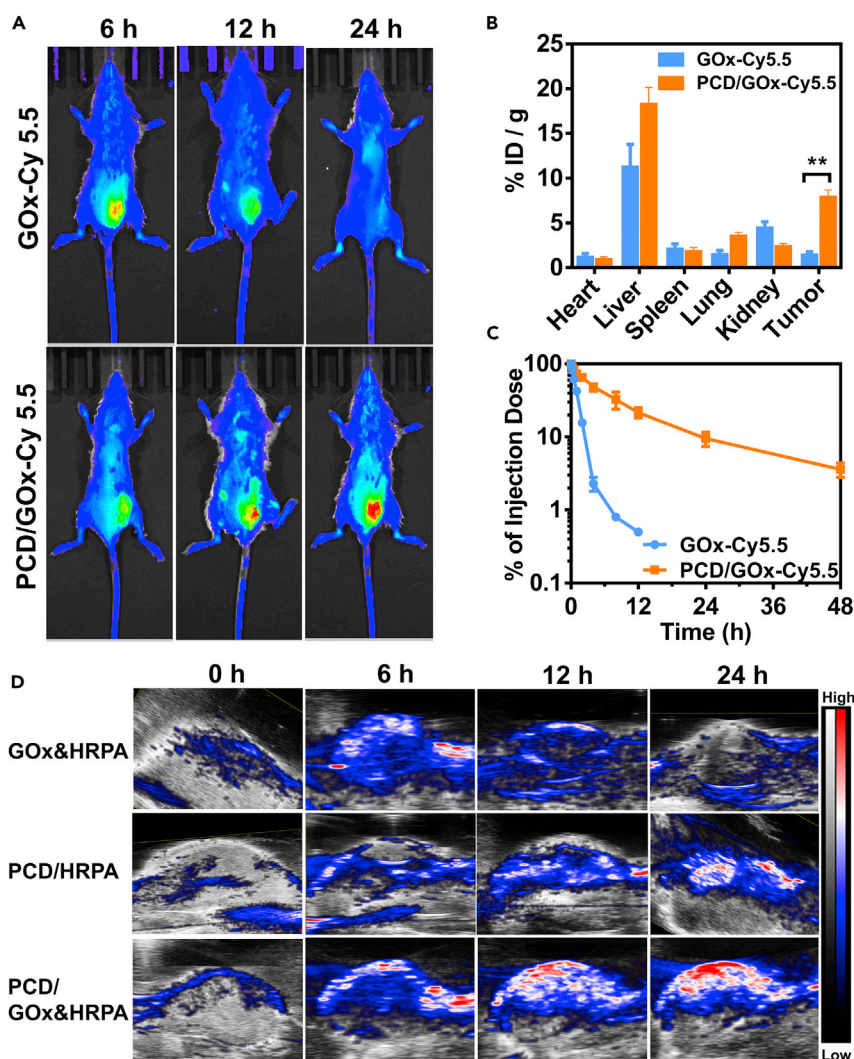 A
6 h 12 h 24 h
GOx-Cy 5.5
PCD/GOx-Cy 5.5
B
% ID / g
25
20
15
10
5
0
GOx-Cy5.5
PCD/GOx-Cy5.5
**
Heart Liver Spleen Lung Kidney Tumor
C
% of Injection Dose
100
10
1
0.1
GOx-Cy5.5
PCD/GOx-Cy5.5
0 12 24 36 48
Time (h)
D
0 h 6 h 12 h 24 h
GOx&HRPA
PCD/HRPA
PCD/
GOx&HRPA
High
Low